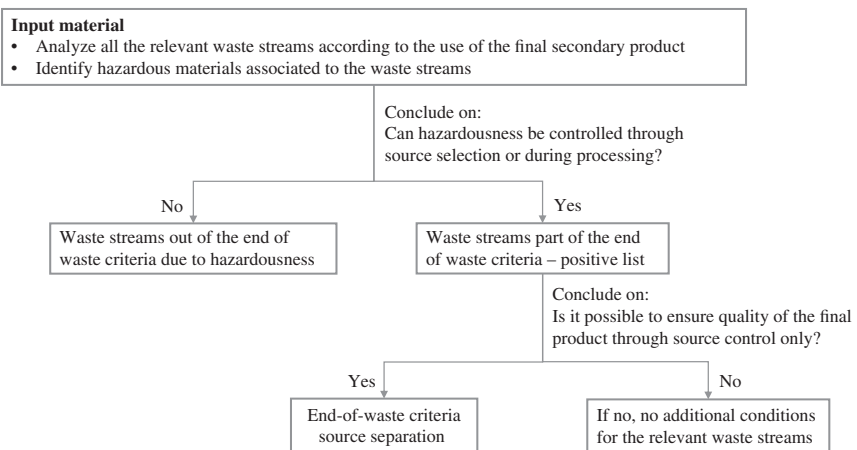 Input material
• Analyze all the relevant waste streams according to the use of the final secondary product
• Identify hazardous materials associated to the waste streams
Conclude on:
Can hazardousness be controlled through
source selection or during processing?
No
Yes
Waste streams out of the end of
waste criteria due to hazardousness
Waste streams part of the end
of waste criteria – positive list
Conclude on:
Is it possible to ensure quality of the final
product through source control only?
Yes
No
End-of-waste criteria
source separation
If no, no additional conditions
for the relevant waste streams